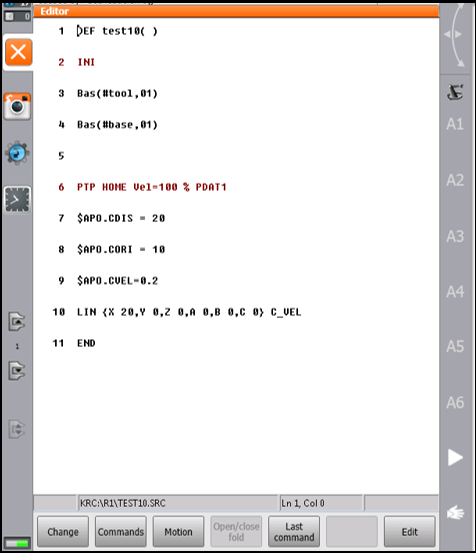 Editor
1 DEF test10( )
2 INI
3 Bas(#tool,01)
4 Bas(#base,01)
5
6 PTP HOME Vel=100 % PDAT1
7 $APO.CDIS = 20
8 $APO.CORI = 10
9 $APO.CVEL=0.2
10 LIN {X 20,Y 0,Z 0,A 0,B 0,C 0} C_VEL
11 END
A1
A2
A3
A4
A5
A6
1
KRC:\R1\TEST10.SRC
Ln 1, Col 0
Change
Commands
Motion
Open/close
fold
Last
command
Edit